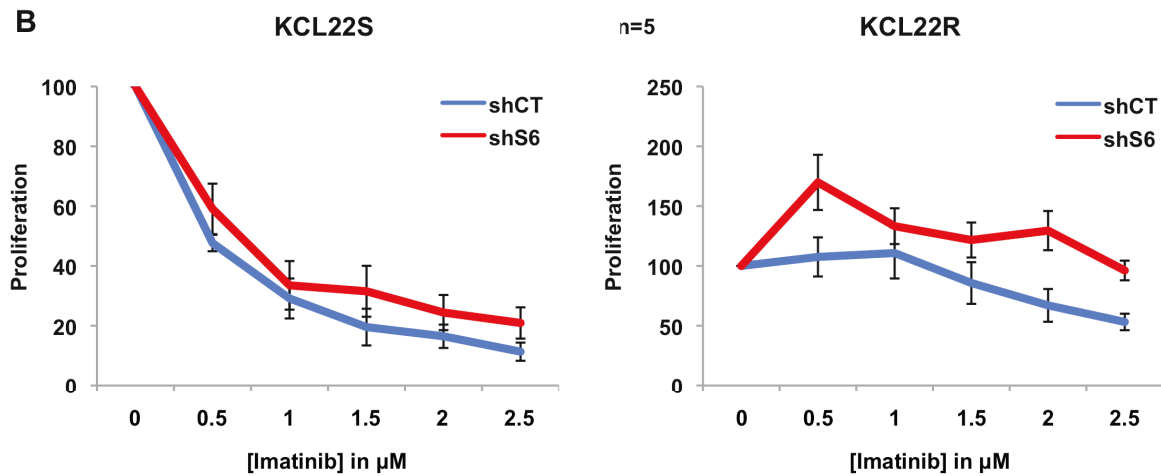 B
KCL22S
n=5
KCL22R
100
80
60
40
20
0
Proliferation
shCT
shS6
0 0.5 1 1.5 2 2.5
[Imatinib] in µM
250
200
150
100
50
0
Proliferation
shCT
shS6
0 0.5 1 1.5 2 2.5
[Imatinib] in µM